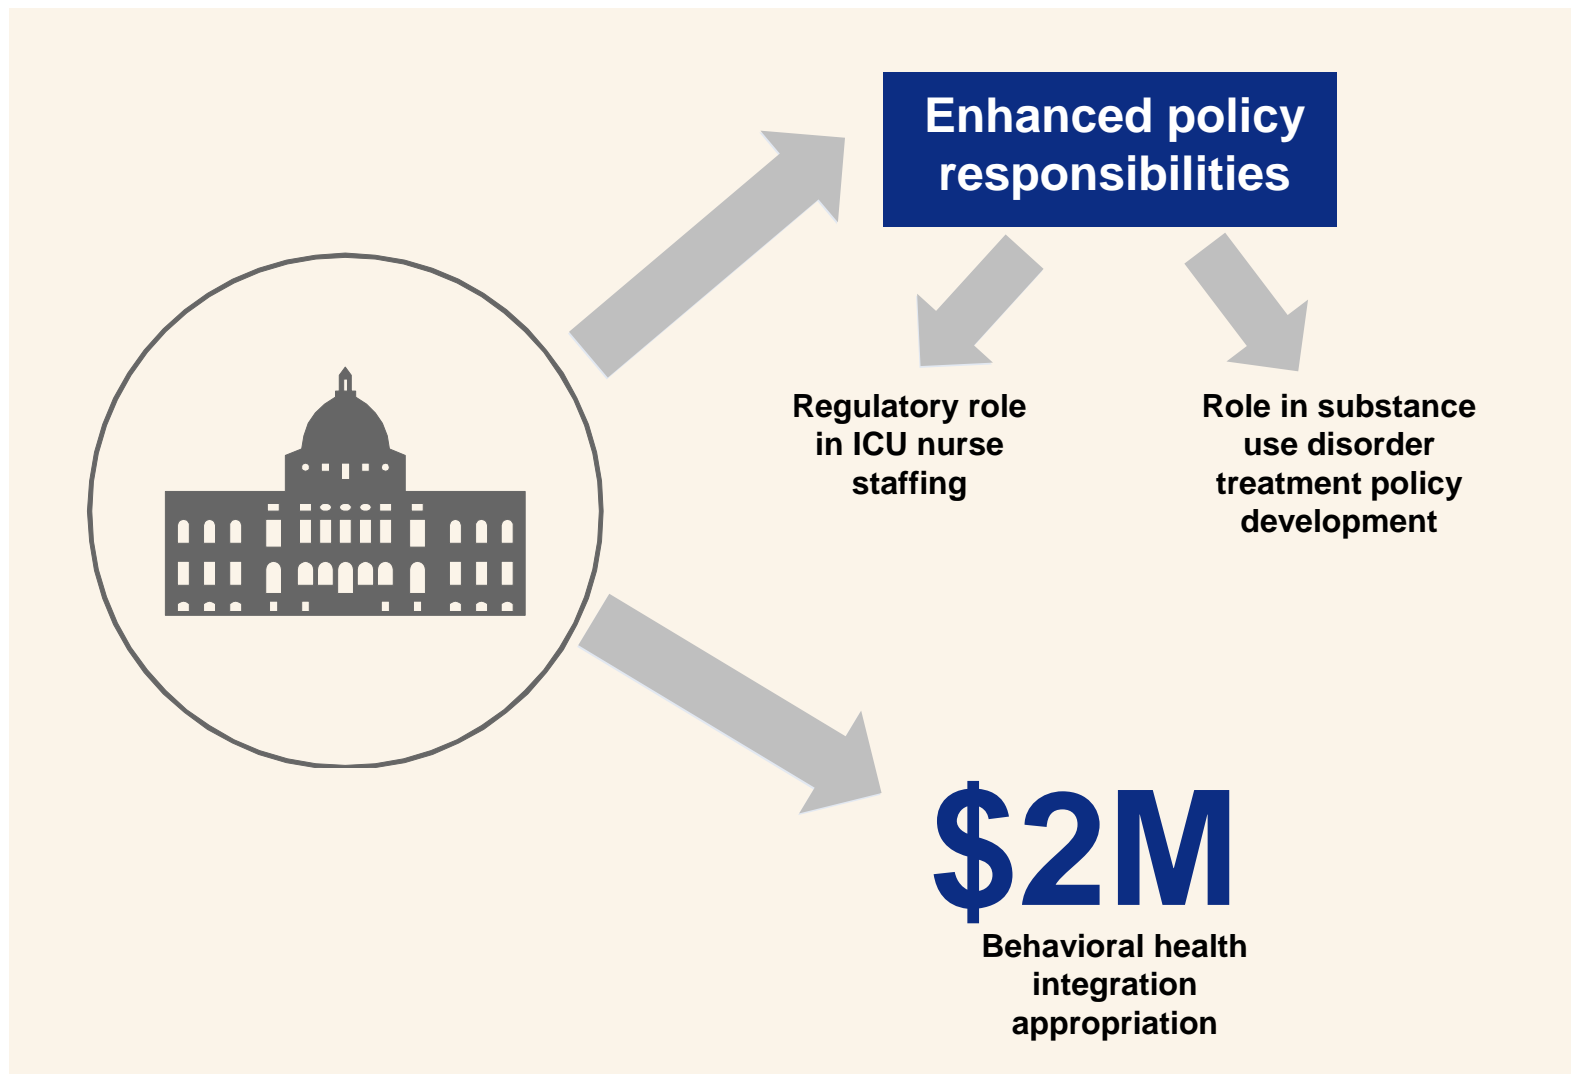 Enhanced policy
responsibilities
Regulatory role
in ICU nurse
staffing
Role in substance
use disorder
treatment policy
development
$2M
Behavioral health
integration
appropriation